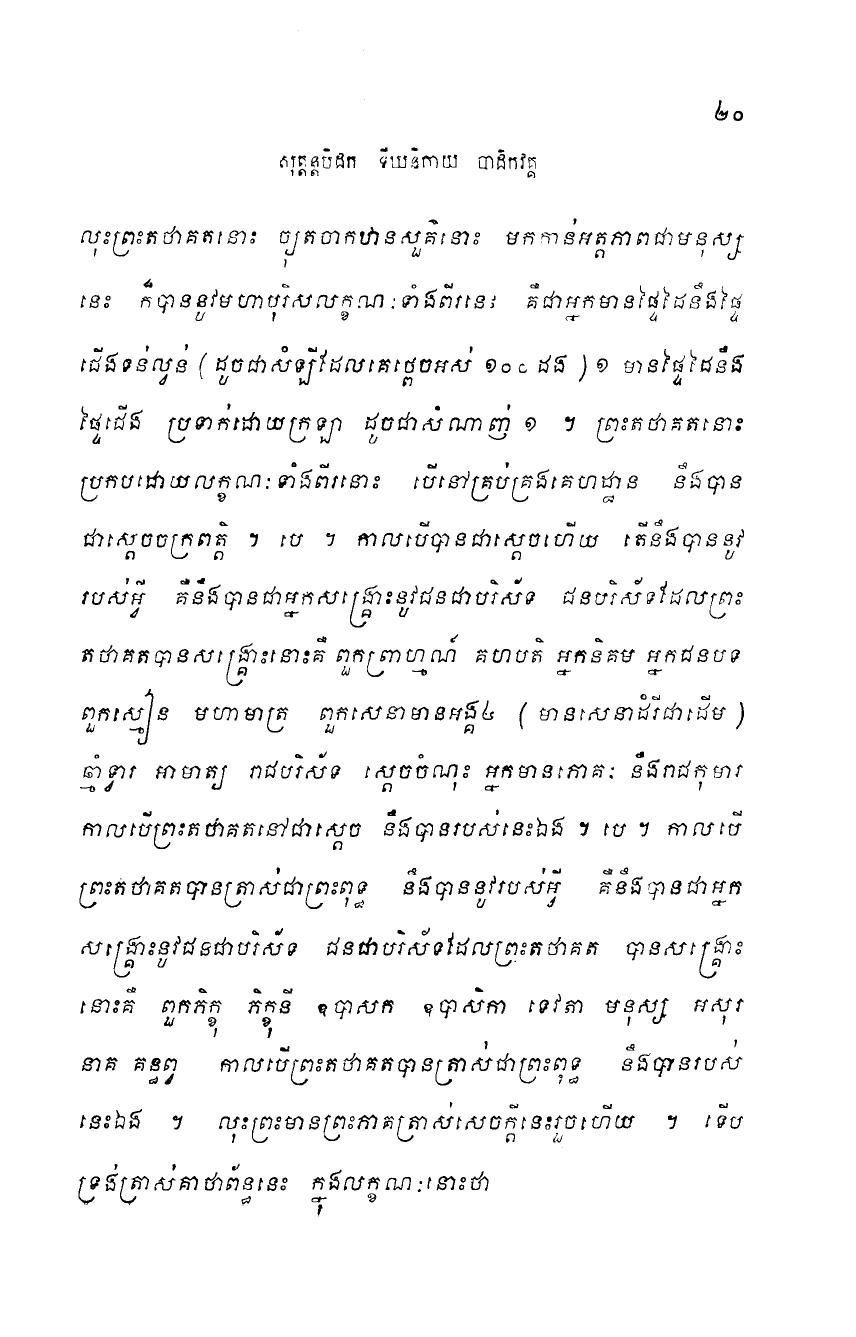 ២០
សុត្តន្តបិដក ទីឃនិកាយ បាដិកវគ្គ
លុះព្រះតថាគតនោះ ច្យុតចាកឋានសួគ៌នោះ មកកាន់អត្តភាពជាមនុស្ស
នេះ ក៏បាននូវមហាបុរិសលក្ខណៈទាំងពីរនេះ គឺជាអ្នកមានផ្ទៃដៃនឹងផ្ទៃ
ជើងទន់ល្វន់ (ដូចជាសំឡីដែលគេថ្ពេចអស់ ១០០ ដង ) ១ មានផ្ទៃដៃនឹង
ផ្ទៃជើង ប្រទាក់ដោយក្រឡា ដូចជាសំណាញ់ ១ ។ ព្រះតថាគតនោះ
ប្រកបដោយលក្ខណៈទាំងពីរនោះ បើនៅគ្រប់គ្រងគេហដ្ឋាន នឹងបាន
ជាស្តេចចក្រពត្តិ ។ បេ ។ កាលបើបានជាស្តេចហើយ តើនឹងបាននូវ
របស់អ្វី គឺនឹងបានជាអ្នកសង្គ្រោះនូវជនជាបរិស័ទ ជនបរិស័ទដែលព្រះ
តថាគតបានសង្គ្រោះនោះគឺ ពួកព្រាហ្មណ៍ គហបតិ អ្នកនិគម អ្នកជនបទ
ពួកស្មៀន មហាមាត្រ ពួកសេនាមានអង្គ៤ ( មានសេនាដំរីជាដើម )
ឆ្មាំទ្វារ អាមាត្យ រាជបរិស័ទ ស្តេចចំណុះ អ្នកមានភោគៈ នឹងរាជកុមារ
កាលបើព្រះតថាគតនៅជាស្តេច នឹងបានរបស់នេះឯង ។ បេ ។ កាលបើ
ព្រះតថាគតបានត្រាស់ជាព្រះពុទ្ធ នឹងបាននូវរបស់អ្វី គឺនឹងបានជាអ្នក
សង្គ្រោះនូវជនជាបរិស័ទ ជនជាបរិស័ទដែលព្រះតថាគត បានសង្គ្រោះ
នោះគឺ ពួកភិក្ខុ ភិក្ខុនី ឧបាសក ឧបាសិកា ទេវតា មនុស្ស អសុរ
នាគ គន្ធព្វ កាលបើព្រះតថាគតបានត្រាស់ជាព្រះពុទ្ធ នឹងបានរបស់
នេះឯង ។ លុះព្រះមានព្រះភាគត្រាស់សេចក្តីនេះរួចហើយ ។ ទើប
ទ្រង់ត្រាស់គាថាព័ន្ធនេះ ក្នុងលក្ខណៈនោះថា